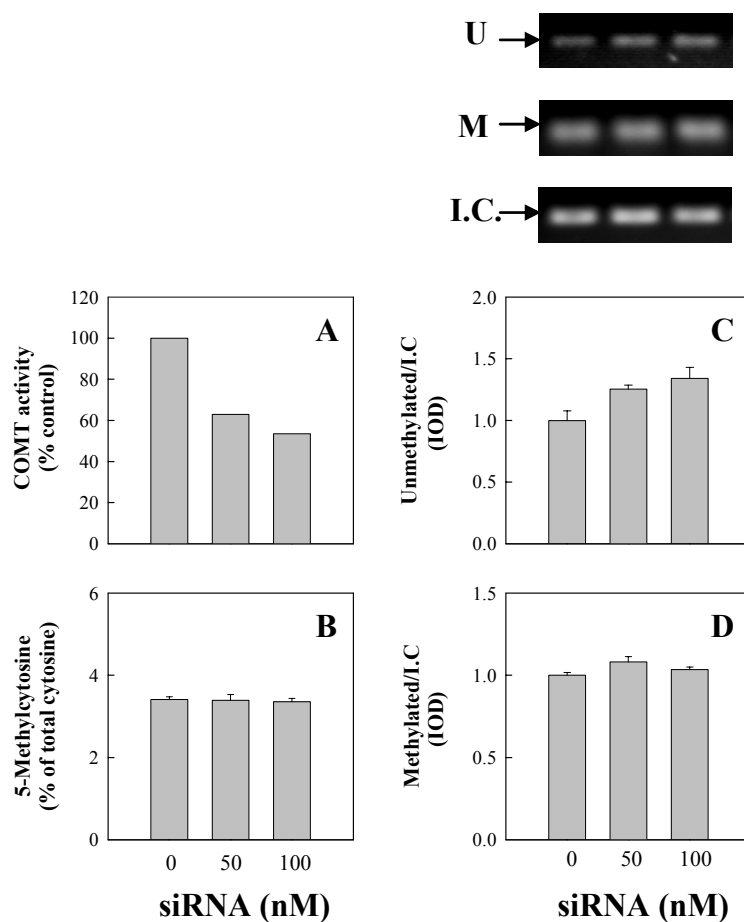 U
M
I.C.
120
100
80
60
40
20
0
COMT activity
(% control)
A
2.0
1.5
1.0
0.5
0.0
Unmethylated/I.C
(IOD)
C
6
4
2
0
5-Methylcytosine
(% of total cytosine)
B
0 50 100
siRNA (nM)
1.5
1.0
0.5
0.0
Methylated/I.C
(IOD)
D
0 50 100
siRNA (nM)